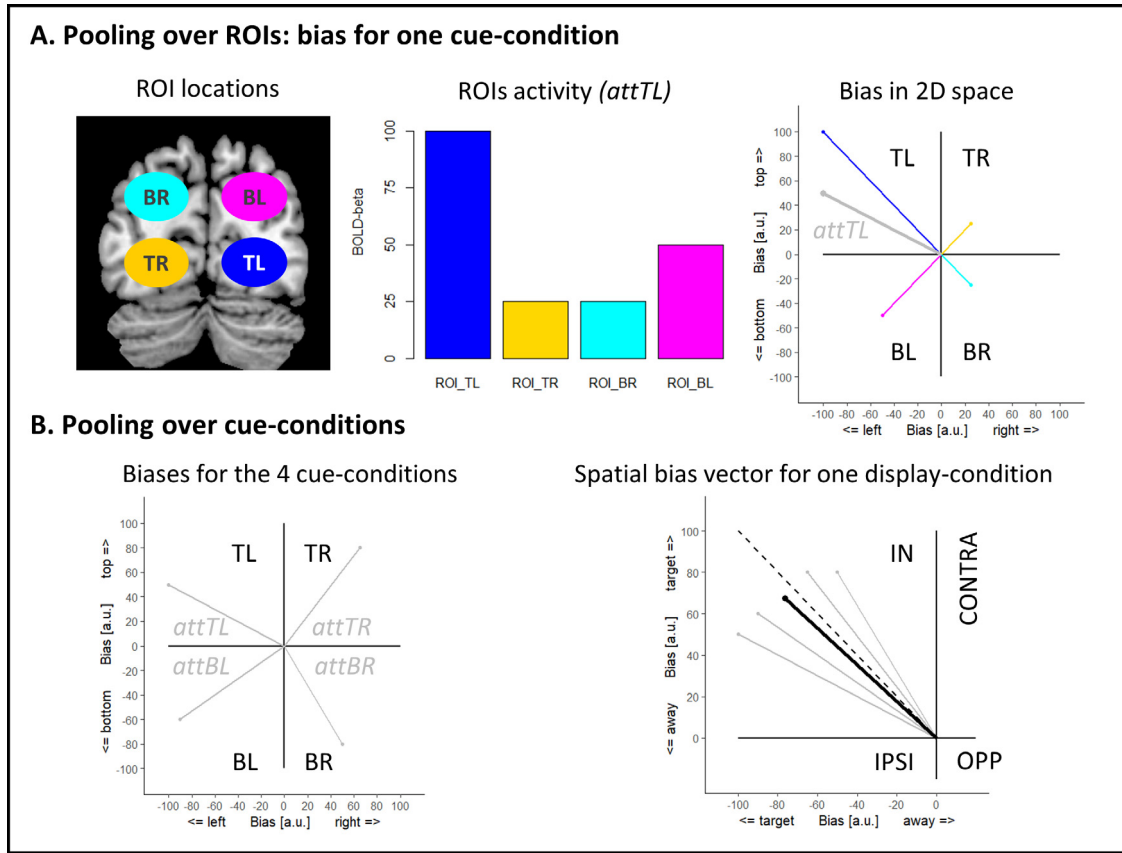 A. Pooling over ROIs: bias for one cue-condition
ROI locations
BR
BL
TR
TL
ROIs activity (attTL)
BOLD-beta
100
75
50
25
0
ROI_TL
ROI_TR
ROI_BR
ROI_BL
Bias in 2D space
<= bottom Bias [a.u.] top =>
100
80
60
40
20
0
-20
-40
-60
-80
-100
TL
TR
attTL
BL
BR
-100 -80 -60 -40 -20 0 20 40 60 80 100
<= left Bias [a.u.] right =>
B. Pooling over cue-conditions
Biases for the 4 cue-conditions
<= bottom Bias [a.u.] top =>
100
80
60
40
20
0
-20
-40
-60
-80
-100
TL
TR
attTL
attTR
attBL
attBR
BL
BR
-100 -80 -60 -40 -20 0 20 40 60 80 100
<= left Bias [a.u.] right =>
Spatial bias vector for one display-condition
<= away Bias [a.u.] target =>
100
80
60
40
20
0
IN
CONTRA
IPSI
OPP
-100 -80 -60 -40 -20 0
<= target Bias [a.u.] away =>